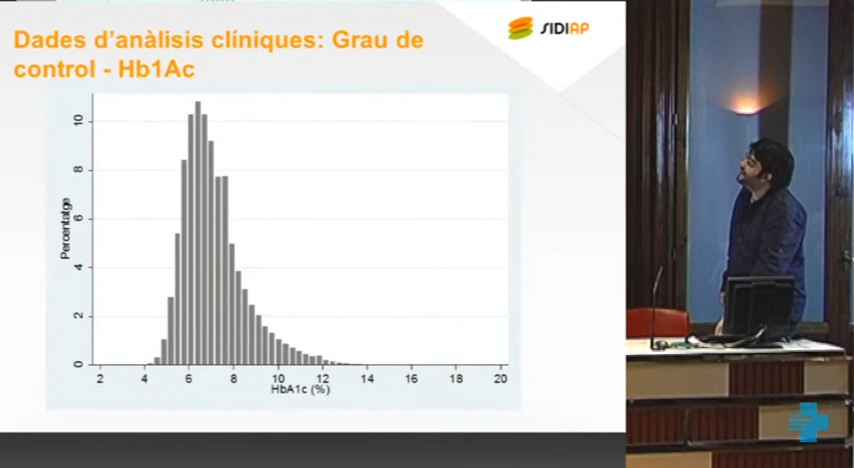 Dades d'anàlisis clíniques: Grau de
control - Hb1Ac
SIDIAP
Percentatge
10
8
6
4
2
0
2 4 6 8 10 12 14 16 18 20
HbA1c (%)